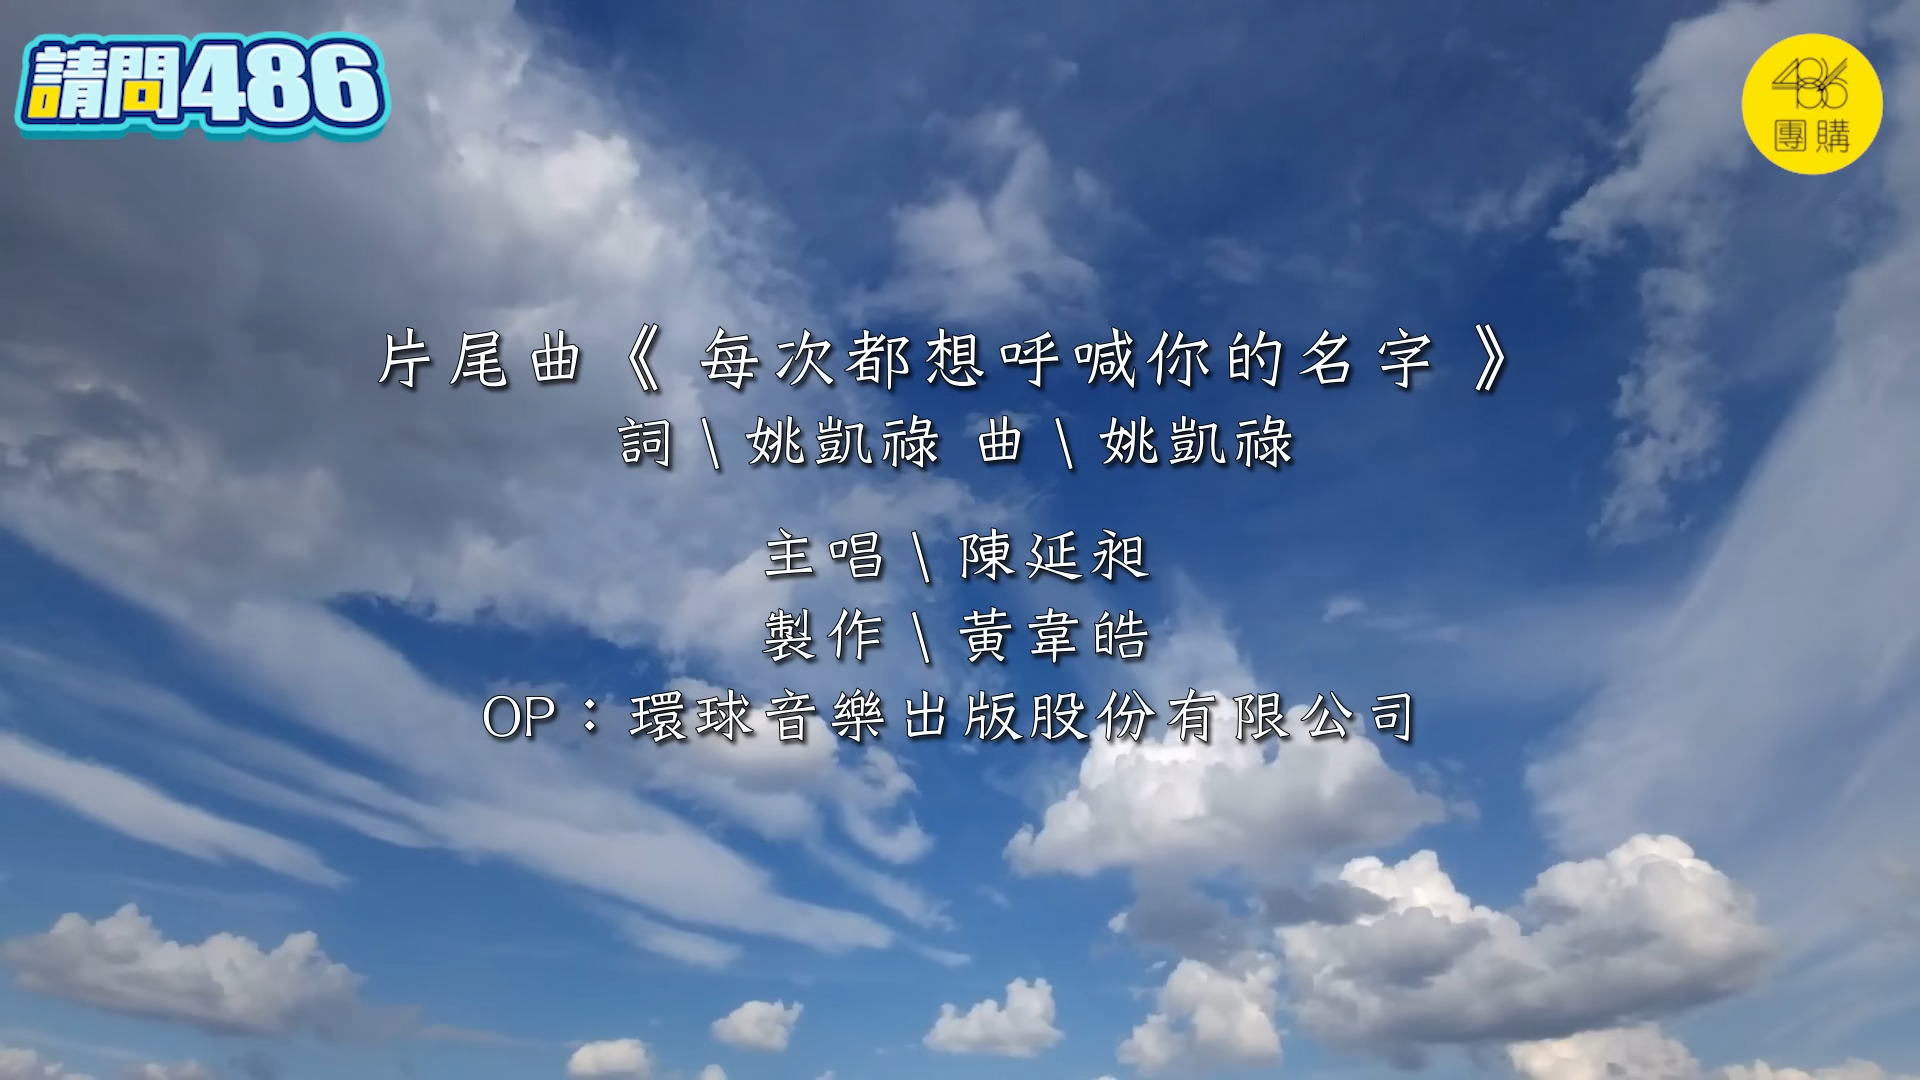 請問486
486
團購
片尾曲《 每次都想呼喊你的名字 》
詞 \ 姚凱祿 曲 \ 姚凱祿
主唱 \ 陳延昶
製作 \ 黃韋皓
OP：環球音樂出版股份有限公司